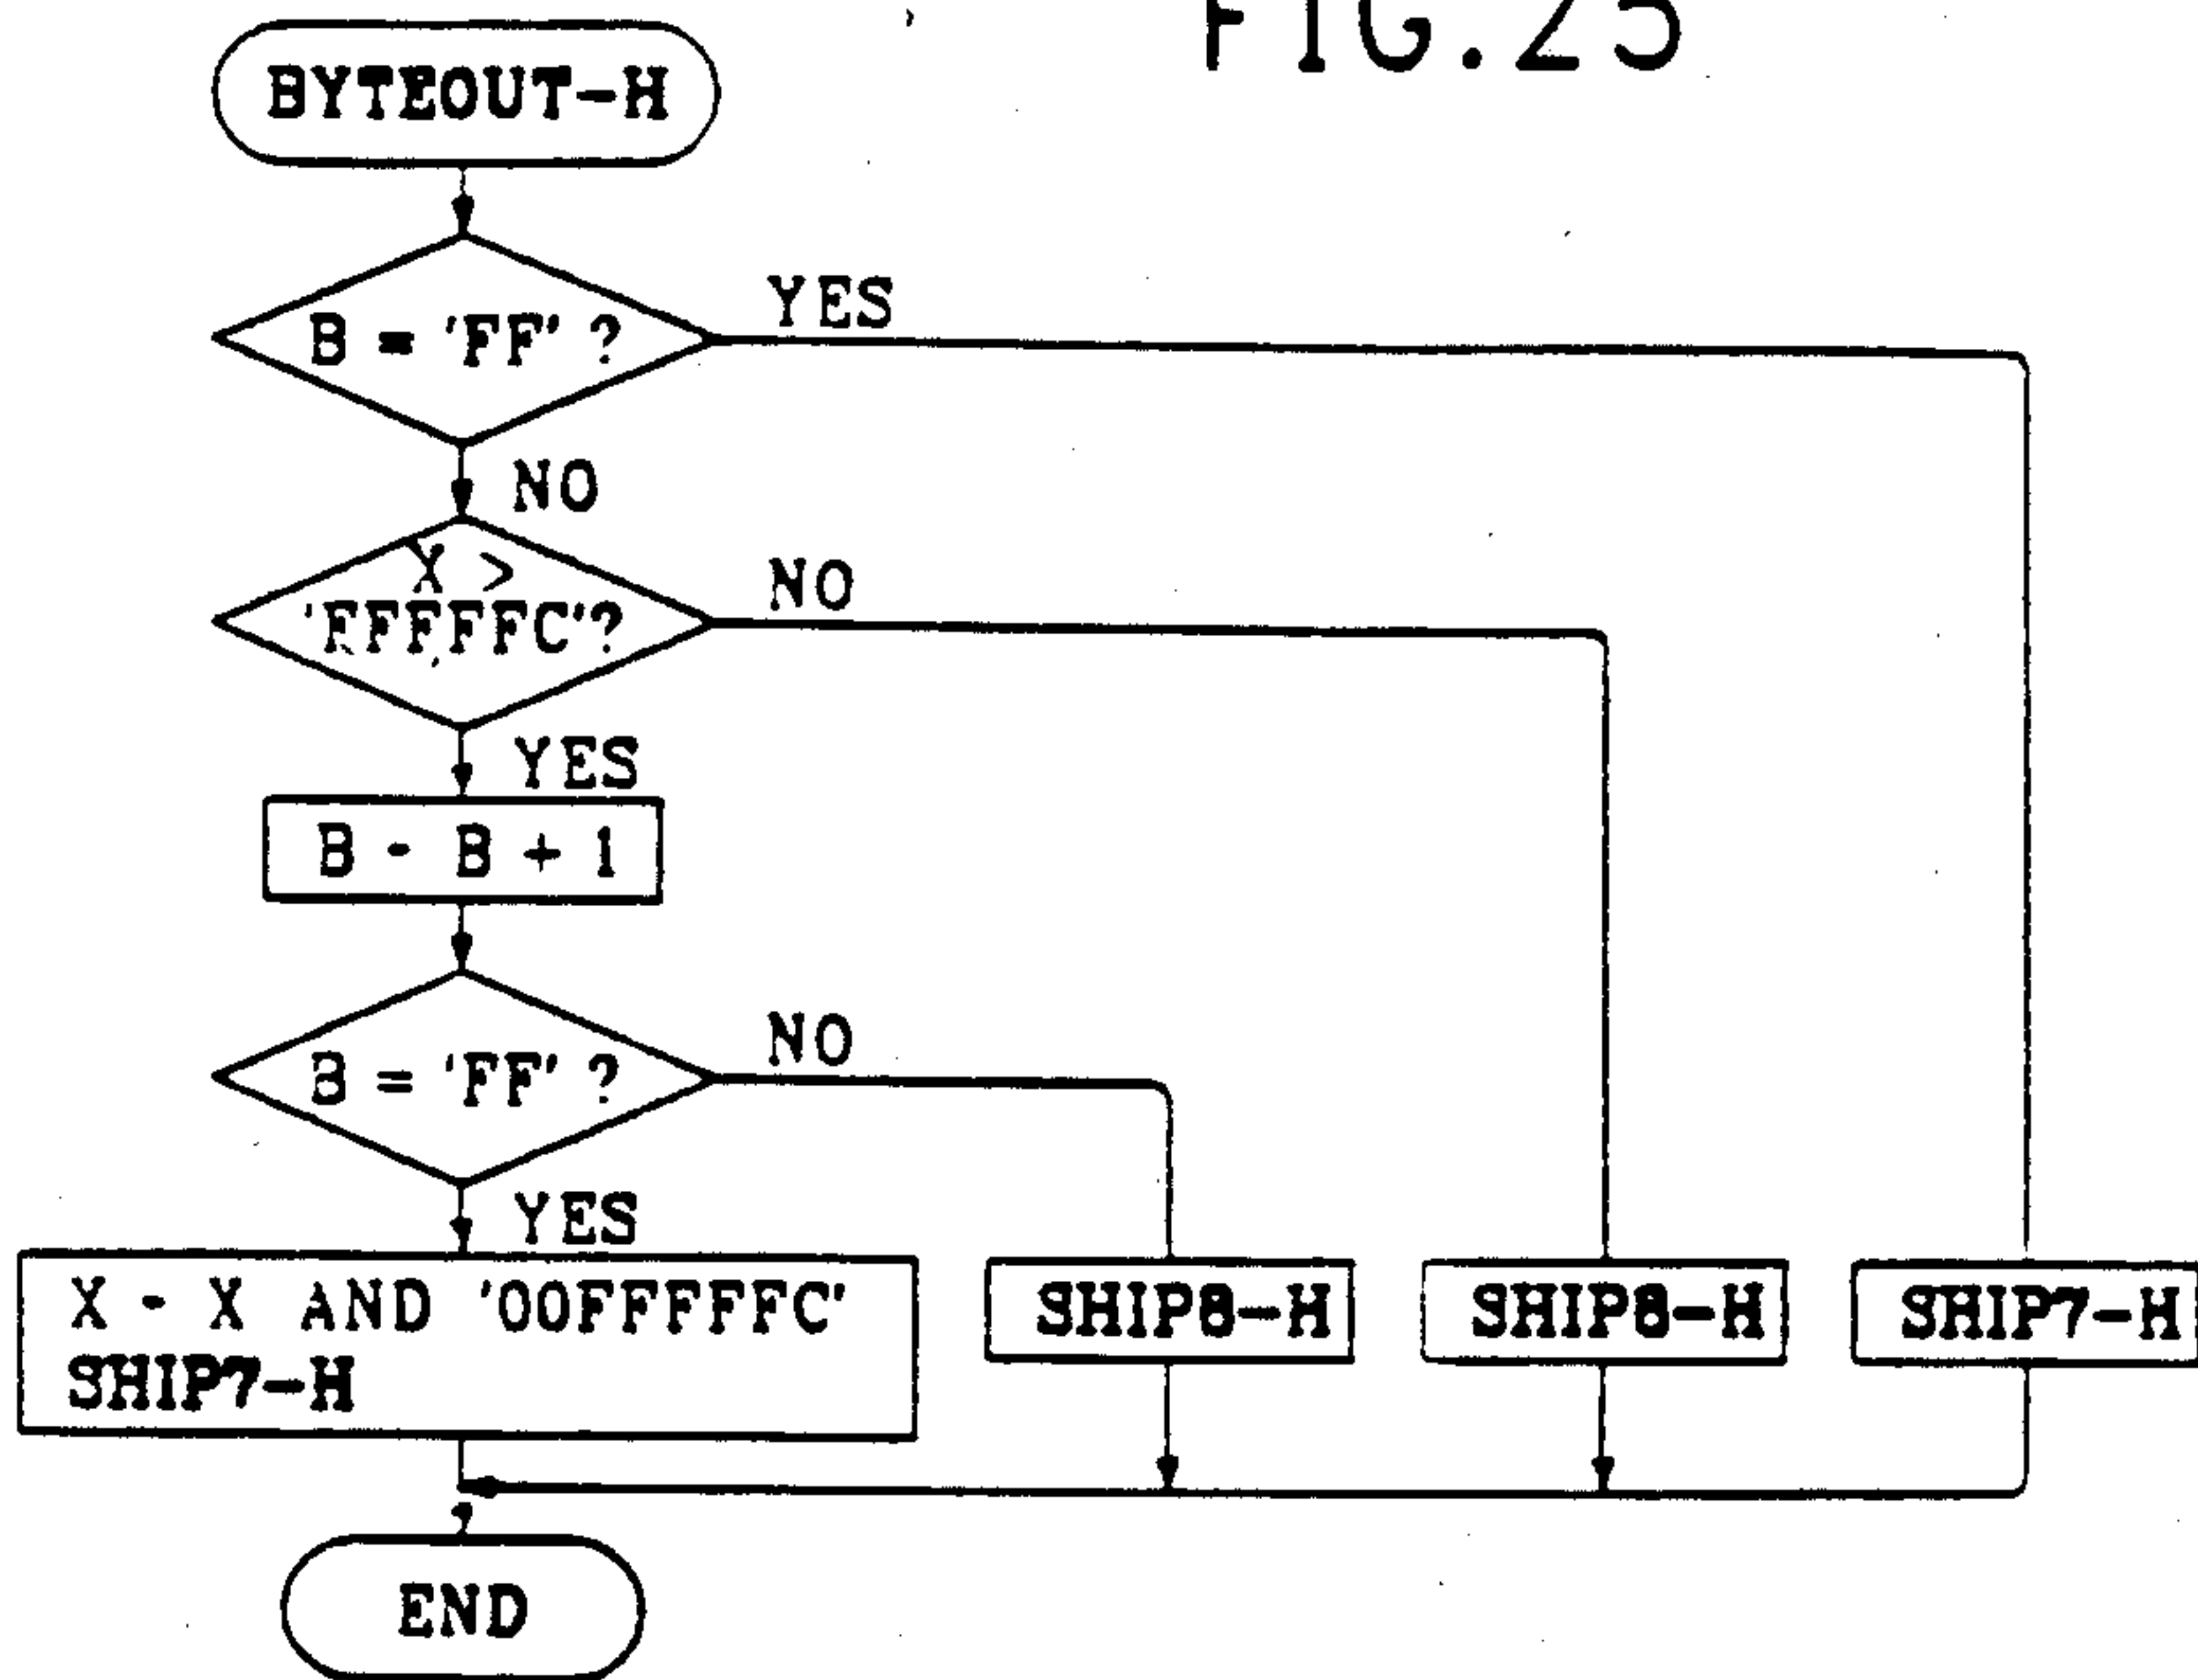 FIG.25
BYTEOUT-H
B = 'FF' ?
YES
NO
X >
'FFFFFC'?
NO
YES
B - B + 1
B = 'FF' ?
NO
YES
X - X AND '00FFFFFC'
SHIP7-H
SHIP8-H
SHIP8-H
SHIP7-H
END